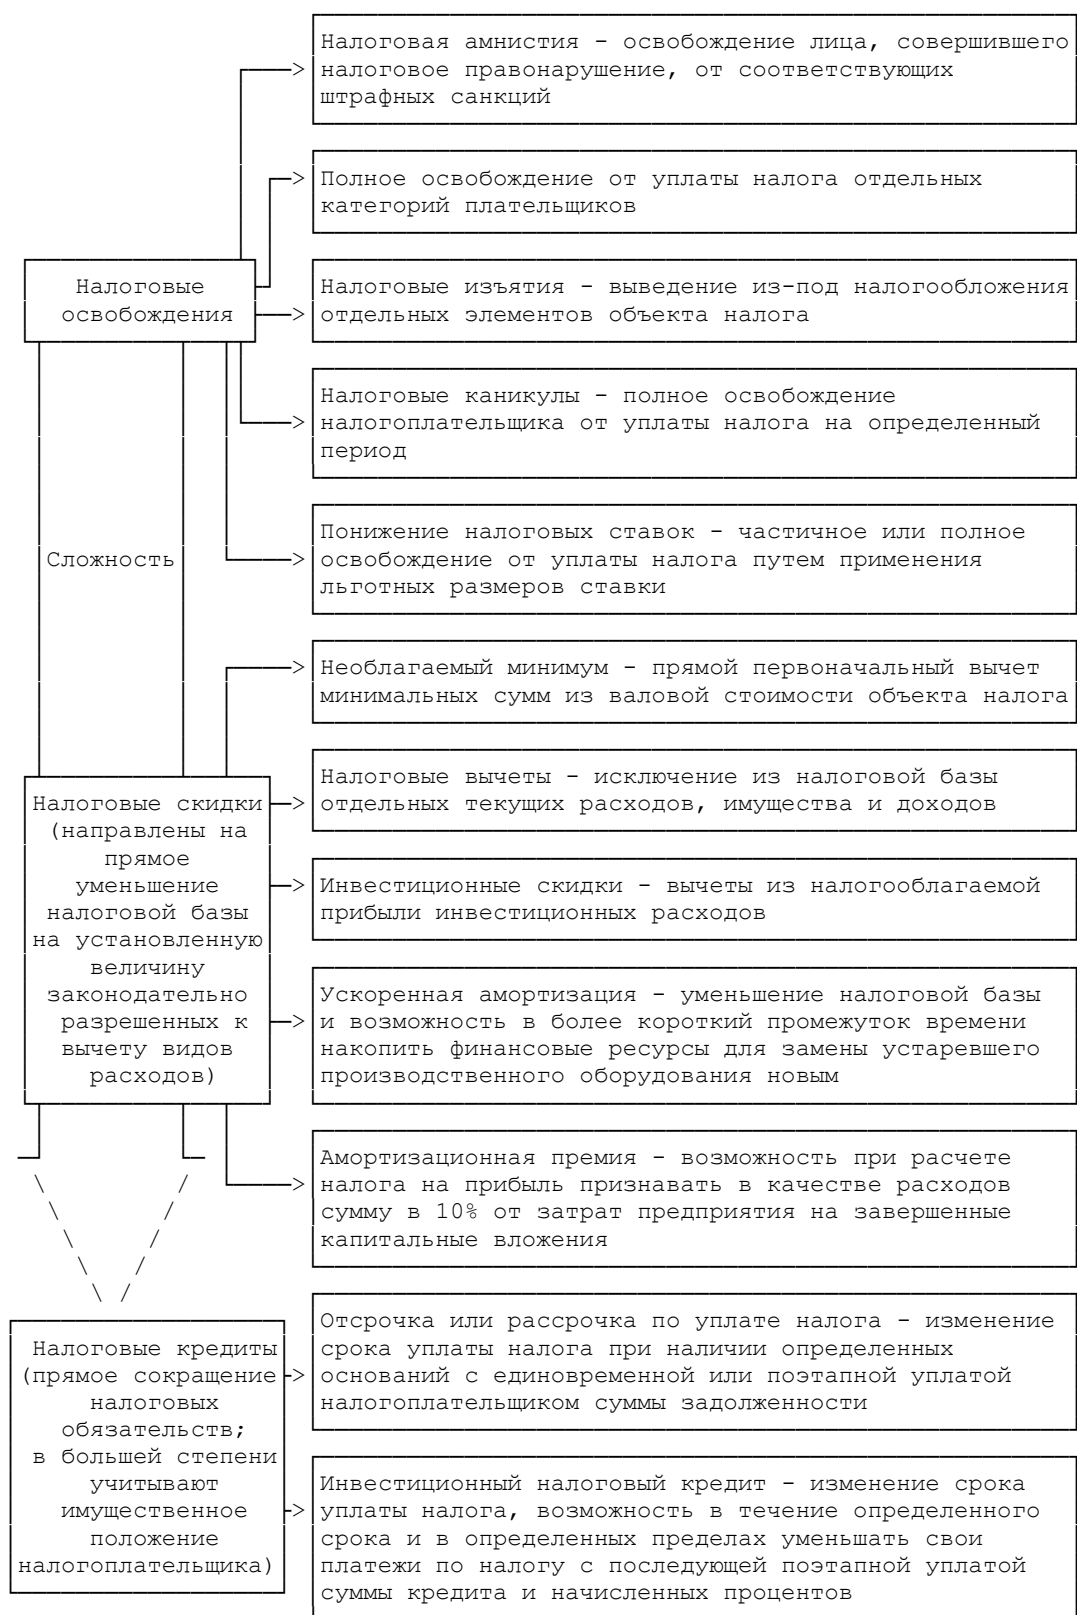 Налоговая амнистия - освобождение лица, совершившего
налоговое правонарушение, от соответствующих
штрафных санкций
Полное освобождение от уплаты налога отдельных
категорий плательщиков
Налоговые
освобождения
Налоговые изъятия - выведение из-под налогообложения
отдельных элементов объекта налога
Налоговые каникулы - полное освобождение
налогоплательщика от уплаты налога на определенный
период
Сложность
Понижение налоговых ставок - частичное или полное
освобождение от уплаты налога путем применения
льготных размеров ставки
Необлагаемый минимум - прямой первоначальный вычет
минимальных сумм из валовой стоимости объекта налога
Налоговые скидки
(направлены на
прямое
уменьшение
налоговой базы
на установленную
величину
законодательно
разрешенных к
вычету видов
расходов)
Налоговые вычеты - исключение из налоговой базы
отдельных текущих расходов, имущества и доходов
Инвестиционные скидки - вычеты из налогооблагаемой
прибыли инвестиционных расходов
Ускоренная амортизация - уменьшение налоговой базы
и возможность в более короткий промежуток времени
накопить финансовые ресурсы для замены устаревшего
производственного оборудования новым
Амортизационная премия - возможность при расчете
налога на прибыль признавать в качестве расходов
сумму в 10% от затрат предприятия на завершенные
капитальные вложения
Налоговые кредиты
(прямое сокращение
налоговых
обязательств;
в большей степени
учитывают
имущественное
положение
налогоплательщика)
Отсрочка или рассрочка по уплате налога - изменение
срока уплаты налога при наличии определенных
оснований с единовременной или поэтапной уплатой
налогоплательщиком суммы задолженности
Инвестиционный налоговый кредит - изменение срока
уплаты налога, возможность в течение определенного
срока и в определенных пределах уменьшать свои
платежи по налогу с последующей поэтапной уплатой
суммы кредита и начисленных процентов